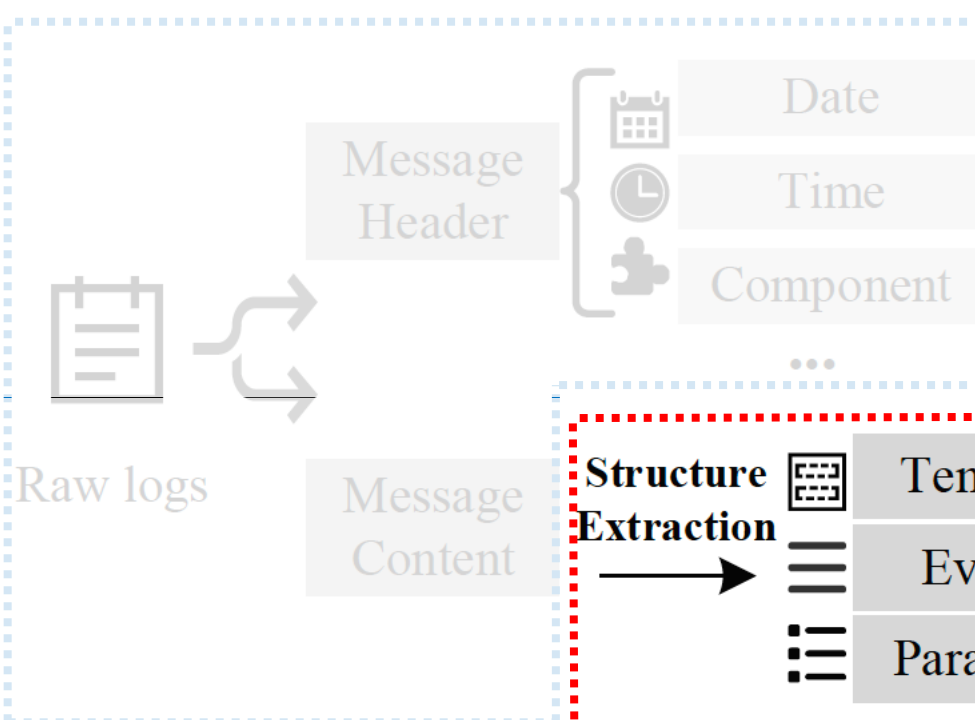 Date
Message
Header
Time
Component
...
Raw logs
Message
Content
Structure
Extraction